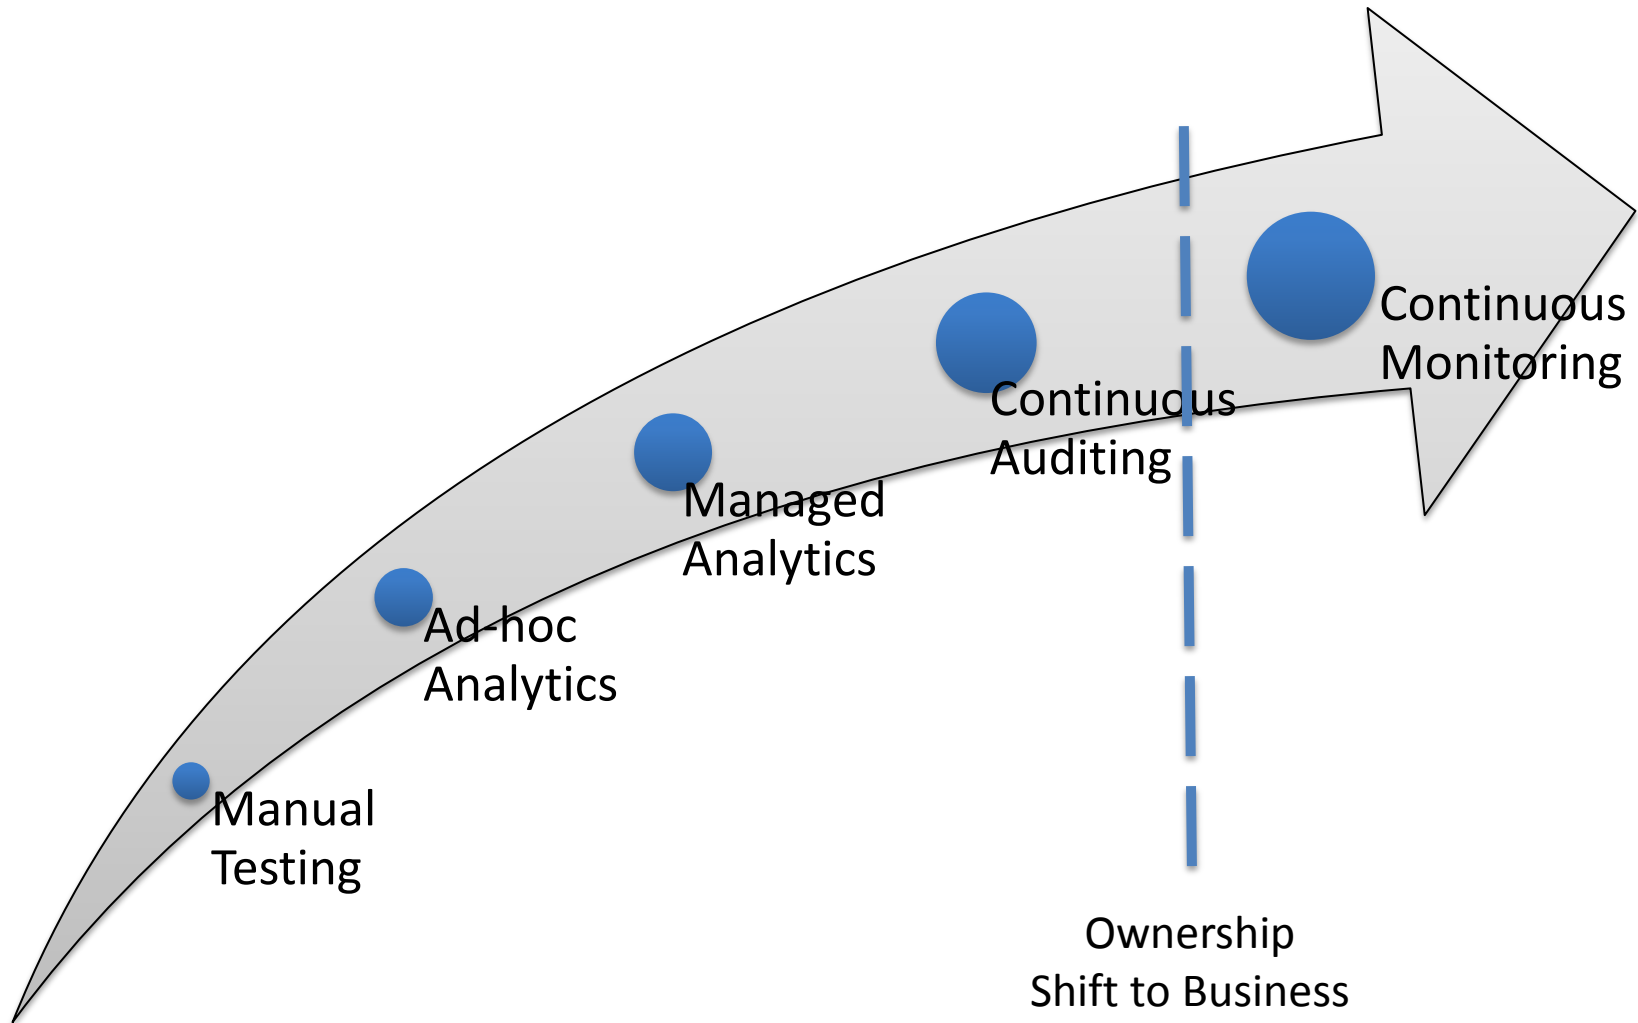 Manual
Testing
Ad-hoc
Analytics
Managed
Analytics
Continuous
Auditing
Continuous
Monitoring
Ownership
Shift to Business